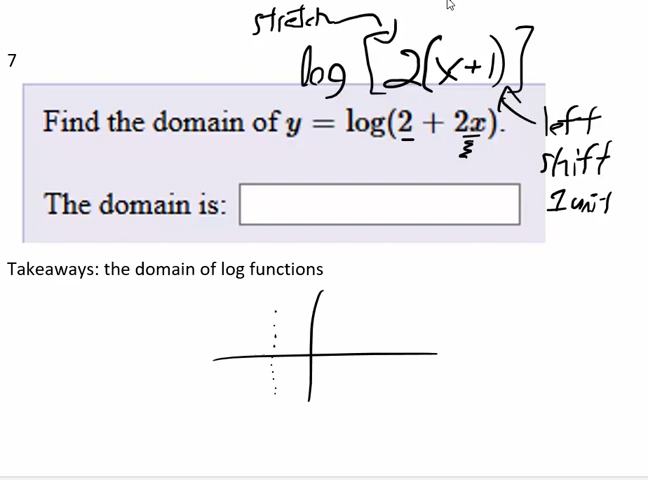 stretch
7
log [2(x+1)]
Find the domain of y = log(2 + 2x).
left
shift
1 unit
The domain is:
Takeaways: the domain of log functions